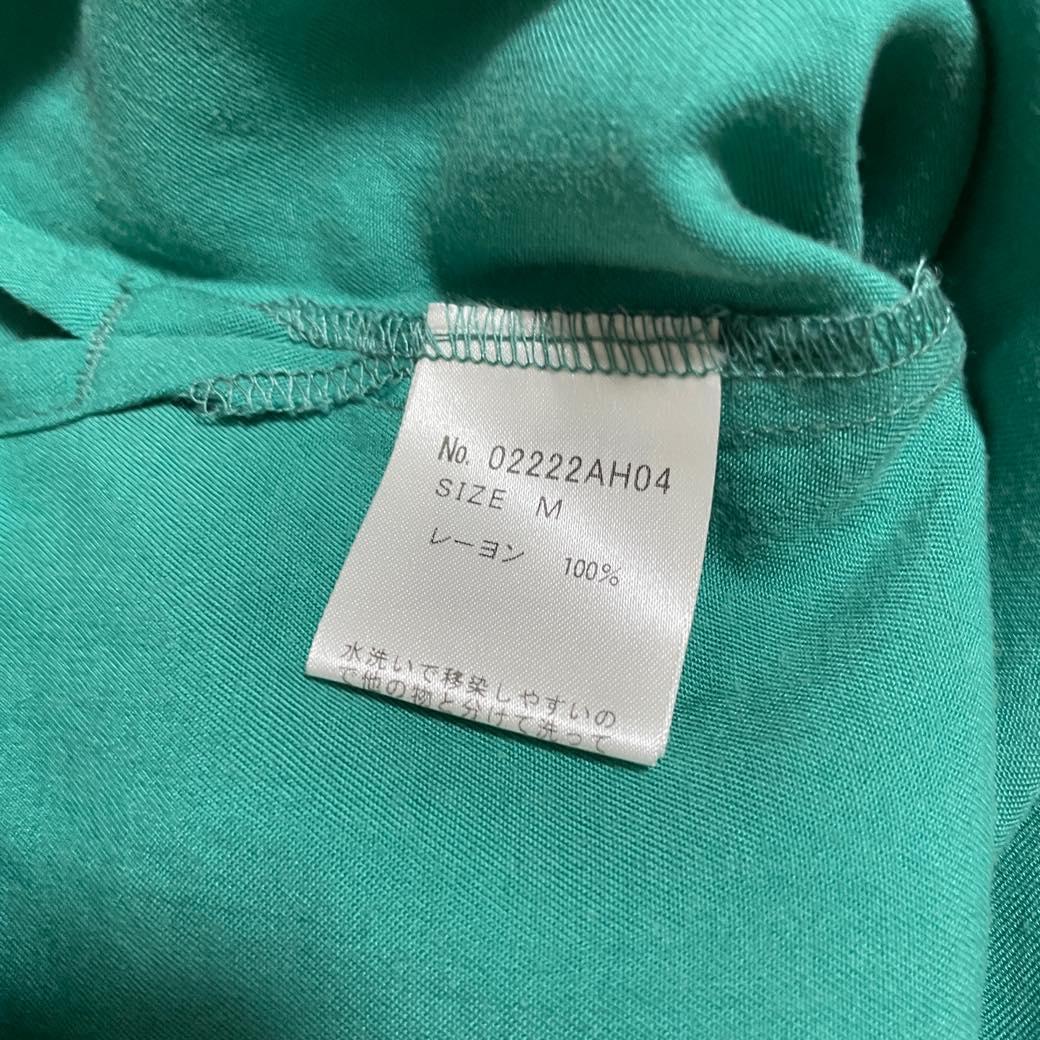 No. 02222AH04
SIZE M
レーヨン 100%
水洗いで移染しやすいの
で他の物と分けて洗って